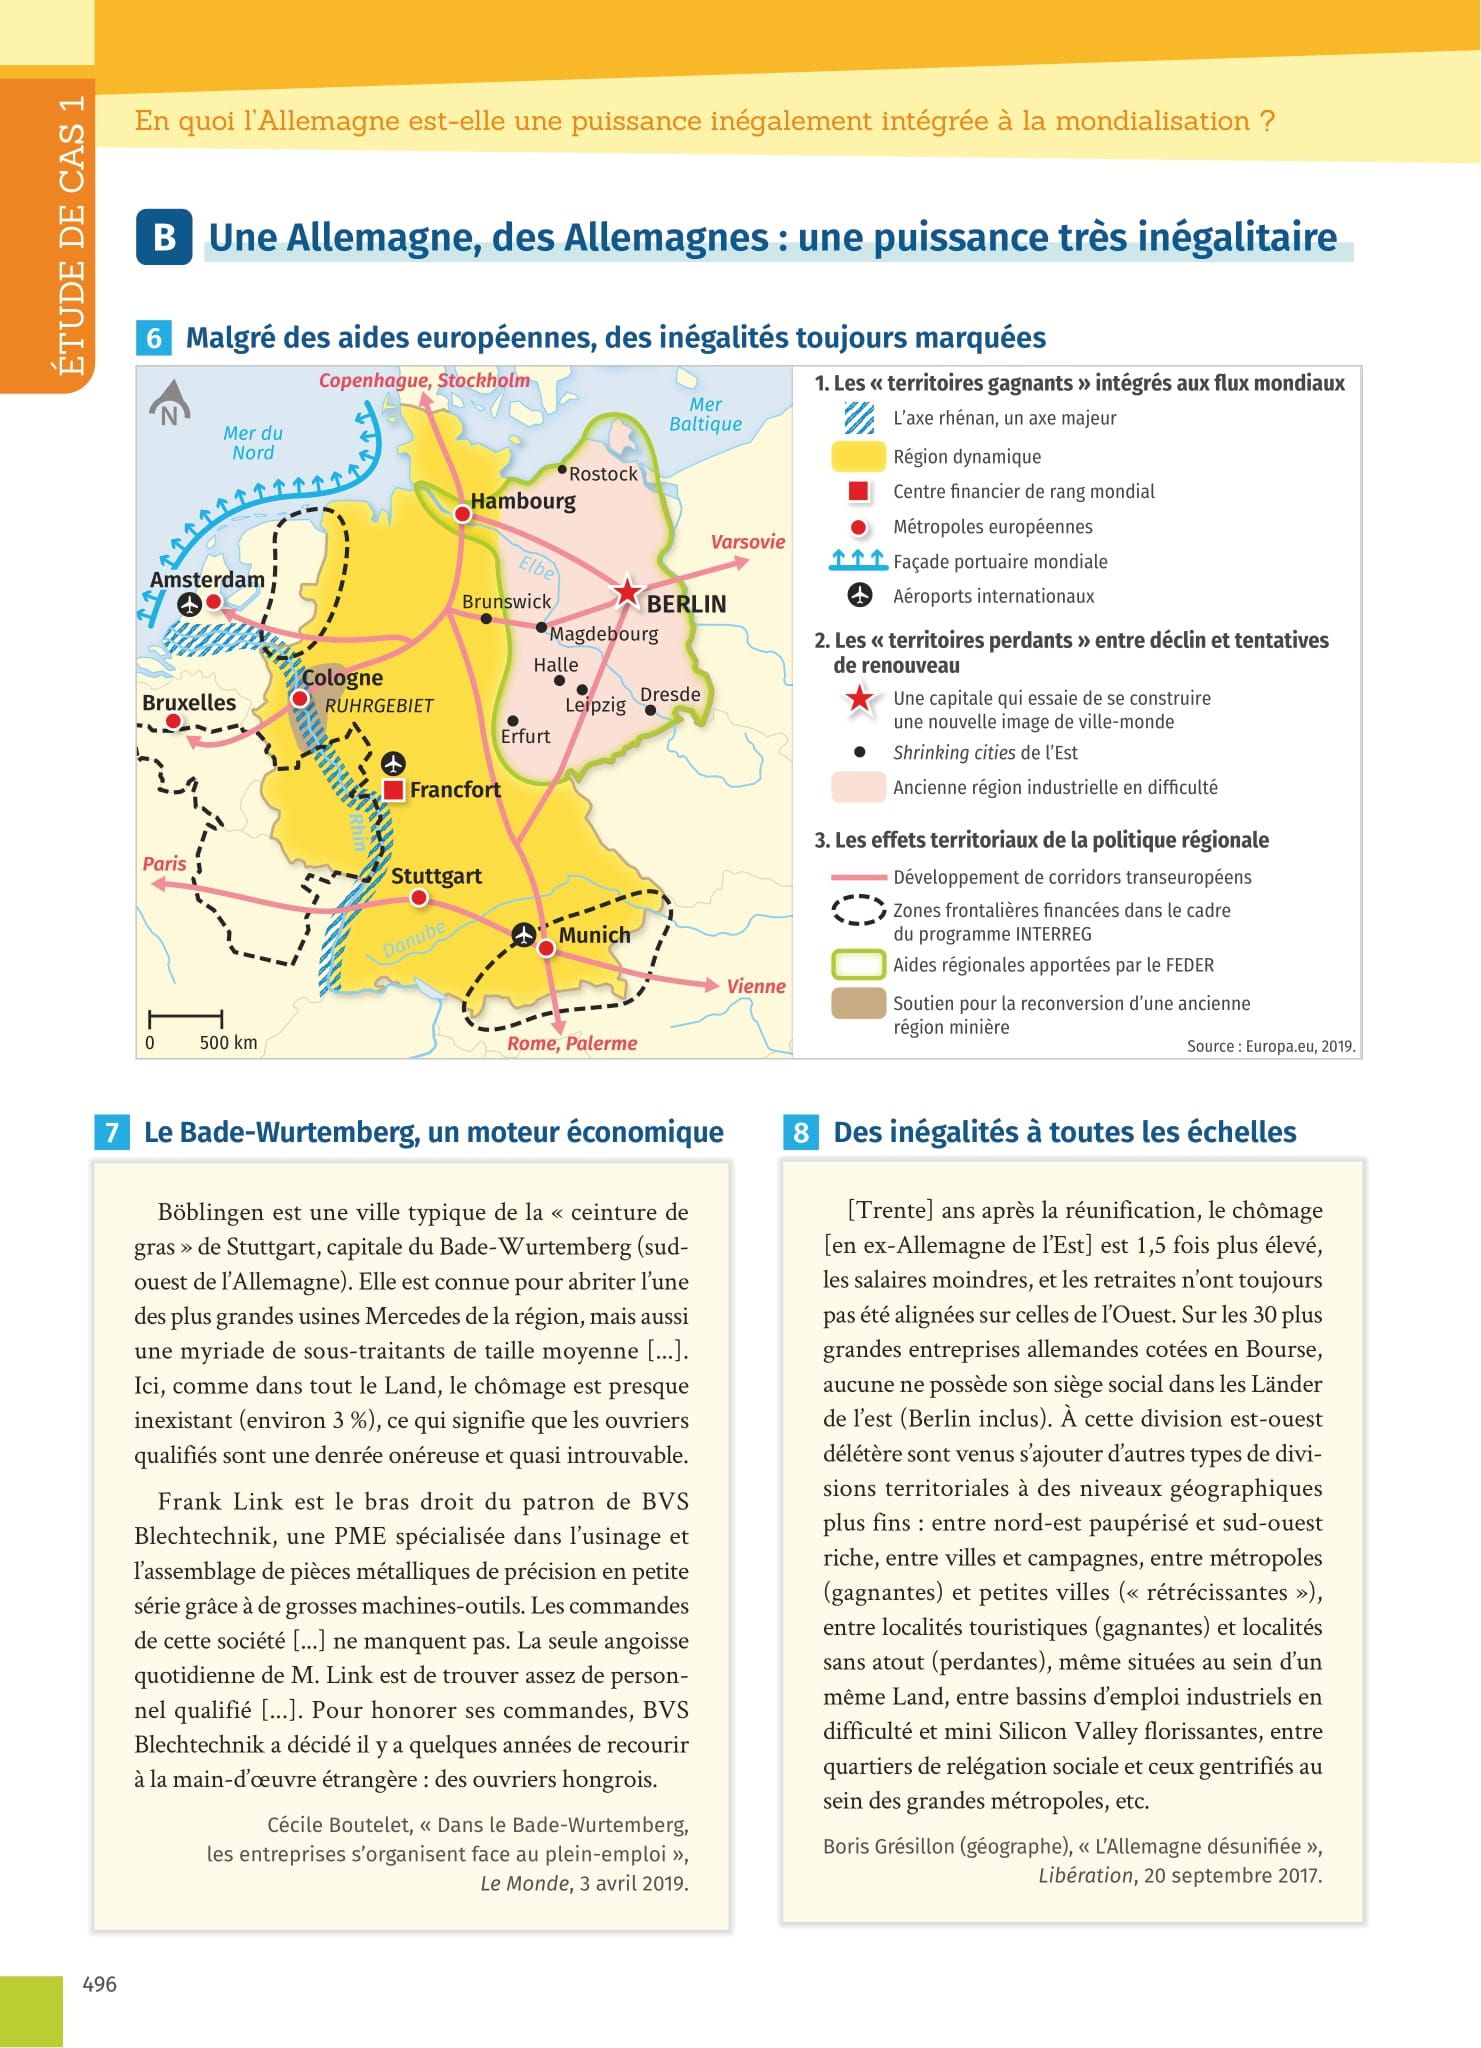 ÉTUDE DE CAS 1
En quoi l'Allemagne est-elle une puissance inégalement intégrée à la mondialisation ?
B Une Allemagne, des Allemagnes : une puissance très inégalitaire
6 Malgré des aides européennes, des inégalités toujours marquées
N
Copenhague, Stockholm
Mer du
Nord
Mer
Baltique
Rostock
Hambourg
Varsovie
Elbe
Amsterdam
Brunswick
BERLIN
Magdebourg
Halle
Cologne
Leipzig
Dresde
Bruxelles
RUHRGEBIET
Erfurt
Francfort
Rhin
Paris
Stuttgart
Danube
Munich
Vienne
0 500 km
Rome, Palerme
1. Les « territoires gagnants » intégrés aux flux mondiaux
L'axe rhénan, un axe majeur
Région dynamique
Centre financier de rang mondial
Métropoles européennes
Façade portuaire mondiale
Aéroports internationaux
2. Les « territoires perdants » entre déclin et tentatives
de renouveau
Une capitale qui essaie de se construire
une nouvelle image de ville-monde
Shrinking cities de l'Est
Ancienne région industrielle en difficulté
3. Les effets territoriaux de la politique régionale
Développement de corridors transeuropéens
Zones frontalières financées dans le cadre
du programme INTERREG
Aides régionales apportées par le FEDER
Soutien pour la reconversion d'une ancienne
région minière
Source : Europa.eu, 2019.
7 Le Bade-Wurtemberg, un moteur économique
Böblingen est une ville typique de la « ceinture de
gras » de Stuttgart, capitale du Bade-Wurtemberg (sud-
ouest de l'Allemagne). Elle est connue pour abriter l'une
des plus grandes usines Mercedes de la région, mais aussi
une myriade de sous-traitants de taille moyenne [...].
Ici, comme dans tout le Land, le chômage est presque
inexistant (environ 3 %), ce qui signifie que les ouvriers
qualifiés sont une denrée onéreuse et quasi introuvable.
Frank Link est le bras droit du patron de BVS
Blechtechnik, une PME spécialisée dans l'usinage et
l'assemblage de pièces métalliques de précision en petite
série grâce à de grosses machines-outils. Les commandes
de cette société [...] ne manquent pas. La seule angoisse
quotidienne de M. Link est de trouver assez de person-
nel qualifié [...]. Pour honorer ses commandes, BVS
Blechtechnik a décidé il y a quelques années de recourir
à la main-d'œuvre étrangère : des ouvriers hongrois.
Cécile Boutelet, « Dans le Bade-Wurtemberg,
les entreprises s'organisent face au plein-emploi »,
Le Monde, 3 avril 2019.
8 Des inégalités à toutes les échelles
[Trente] ans après la réunification, le chômage
[en ex-Allemagne de l'Est] est 1,5 fois plus élevé,
les salaires moindres, et les retraites n'ont toujours
pas été alignées sur celles de l'Ouest. Sur les 30 plus
grandes entreprises allemandes cotées en Bourse,
aucune ne possède son siège social dans les Länder
de l'est (Berlin inclus). À cette division est-ouest
délétère sont venus s'ajouter d'autres types de divi-
sions territoriales à des niveaux géographiques
plus fins : entre nord-est paupérisé et sud-ouest
riche, entre villes et campagnes, entre métropoles
(gagnantes) et petites villes (« rétrécissantes »),
entre localités touristiques (gagnantes) et localités
sans atout (perdantes), même situées au sein d'un
même Land, entre bassins d'emploi industriels en
difficulté et mini Silicon Valley florissantes, entre
quartiers de relégation sociale et ceux gentrifiés au
sein des grandes métropoles, etc.
Boris Grésillon (géographe), « L'Allemagne désunifiée »,
Libération, 20 septembre 2017.
496